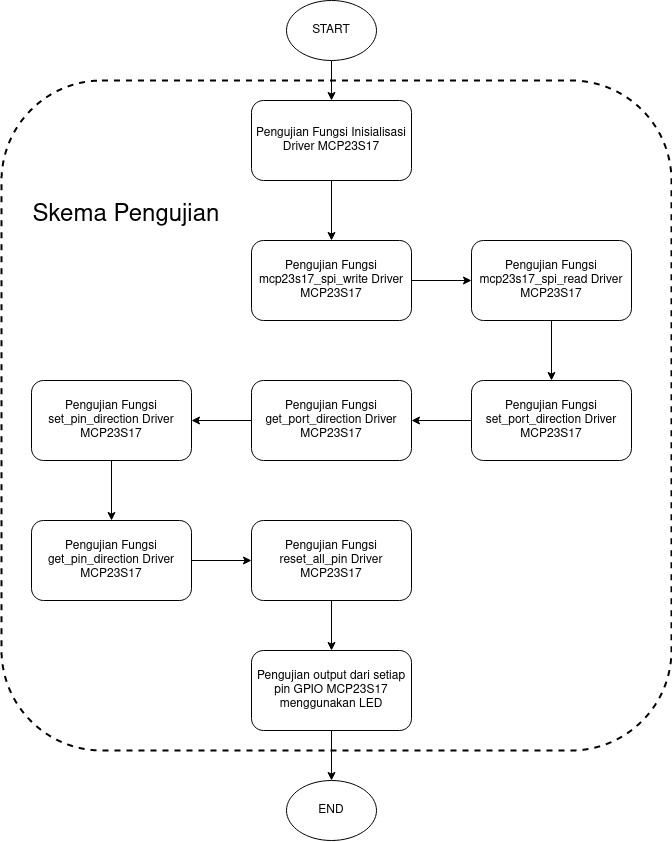 START
Pengujian Fungsi Inisialisasi
Driver MCP23S17
Skema Pengujian
Pengujian Fungsi
mcp23s17_spi_write Driver
MCP23S17
Pengujian Fungsi
mcp23s17_spi_read Driver
MCP23S17
Pengujian Fungsi
set_port_direction Driver
MCP23S17
Pengujian Fungsi
get_port_direction Driver
MCP23S17
Pengujian Fungsi
set_pin_direction Driver
MCP23S17
Pengujian Fungsi
get_pin_direction Driver
MCP23S17
Pengujian Fungsi
reset_all_pin Driver
MCP23S17
Pengujian output dari setiap
pin GPIO MCP23S17
menggunakan LED
END